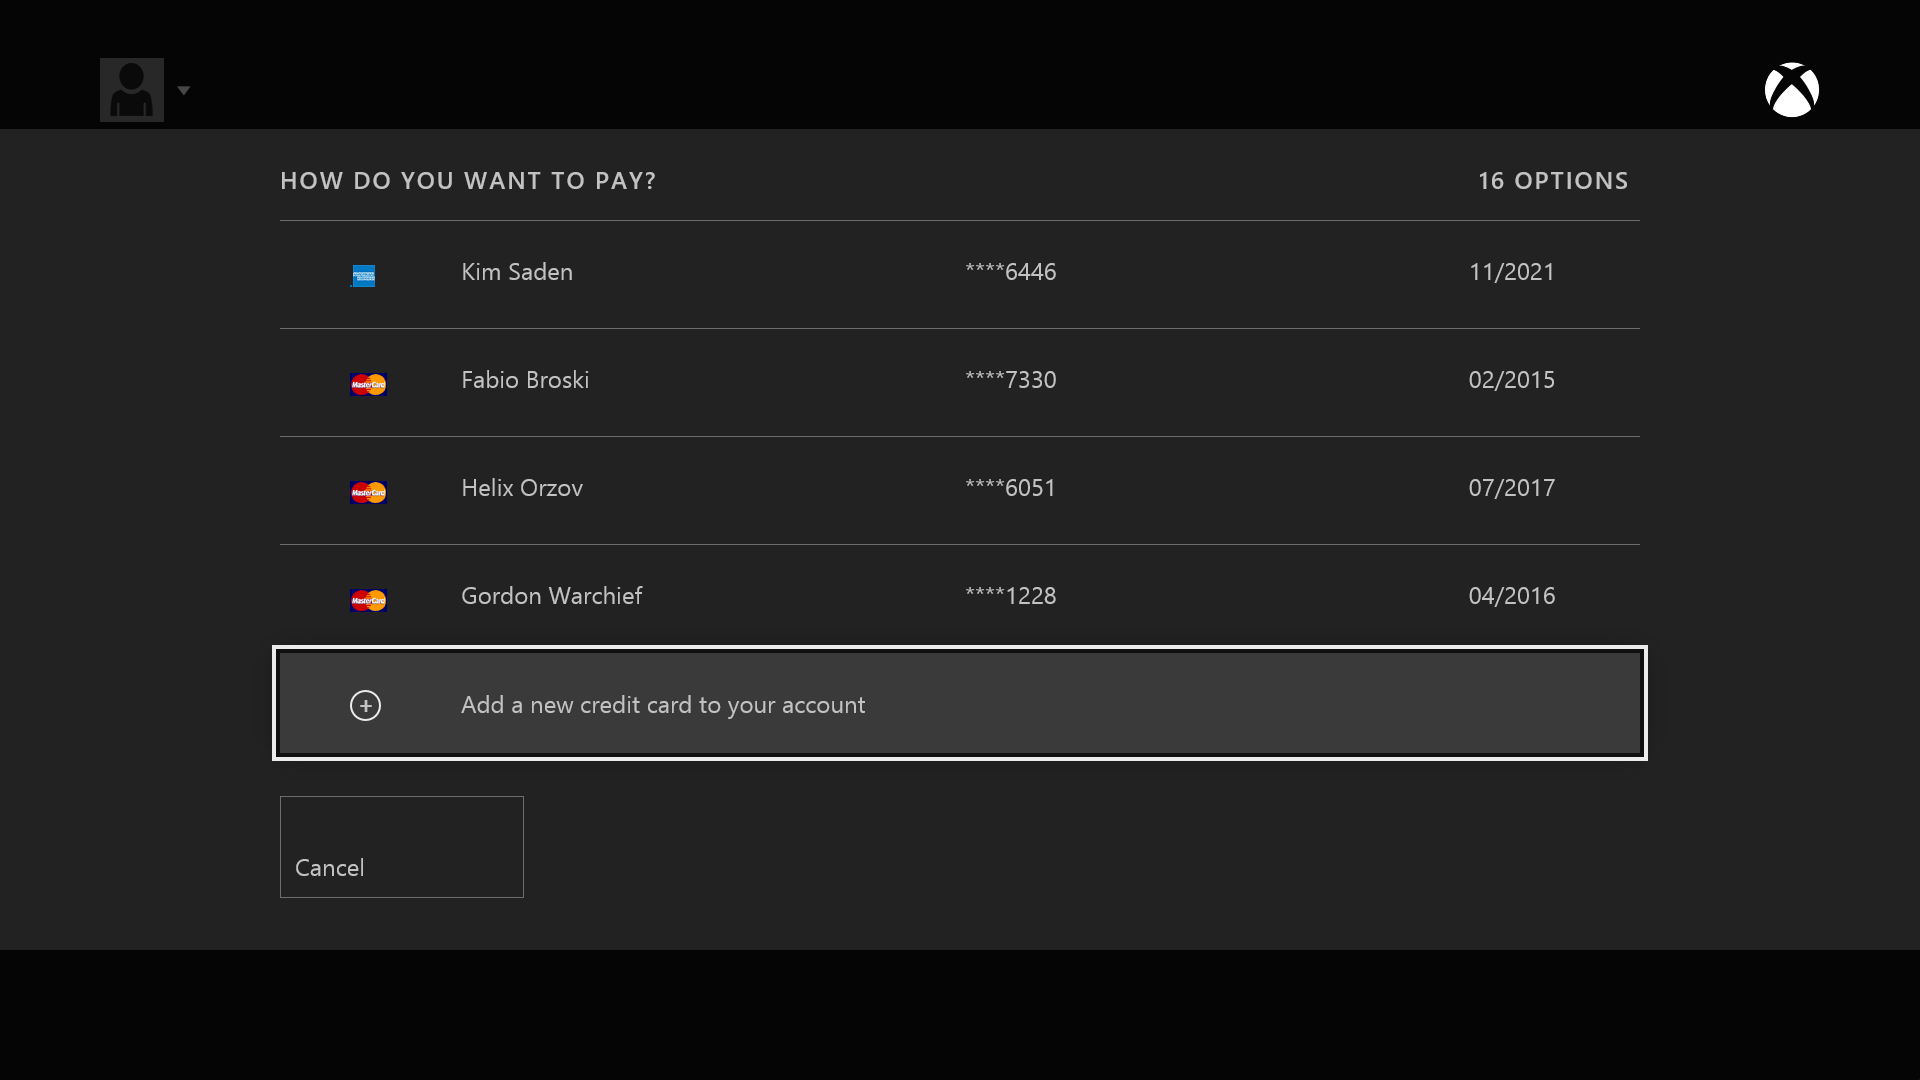 HOW DO YOU WANT TO PAY? 16 OPTIONS
Kim Saden ****6446 11/2021
MasterCard Fabio Broski ****7330 02/2015
MasterCard Helix Orzov ****6051 07/2017
MasterCard Gordon Warchief ****1228 04/2016
Add a new credit card to your account
Cancel